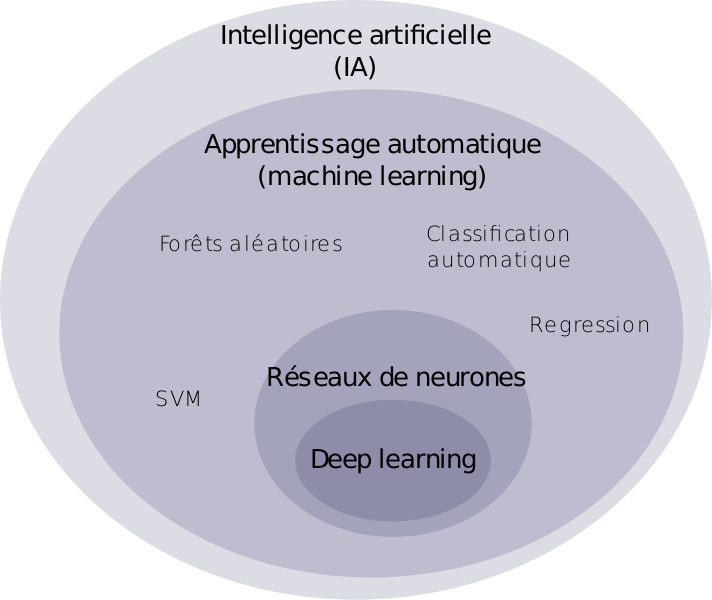 Intelligence artificielle
(IA)
Apprentissage automatique
(machine learning)
Forêts aléatoires
Classification
automatique
Regression
Réseaux de neurones
SVM
Deep learning